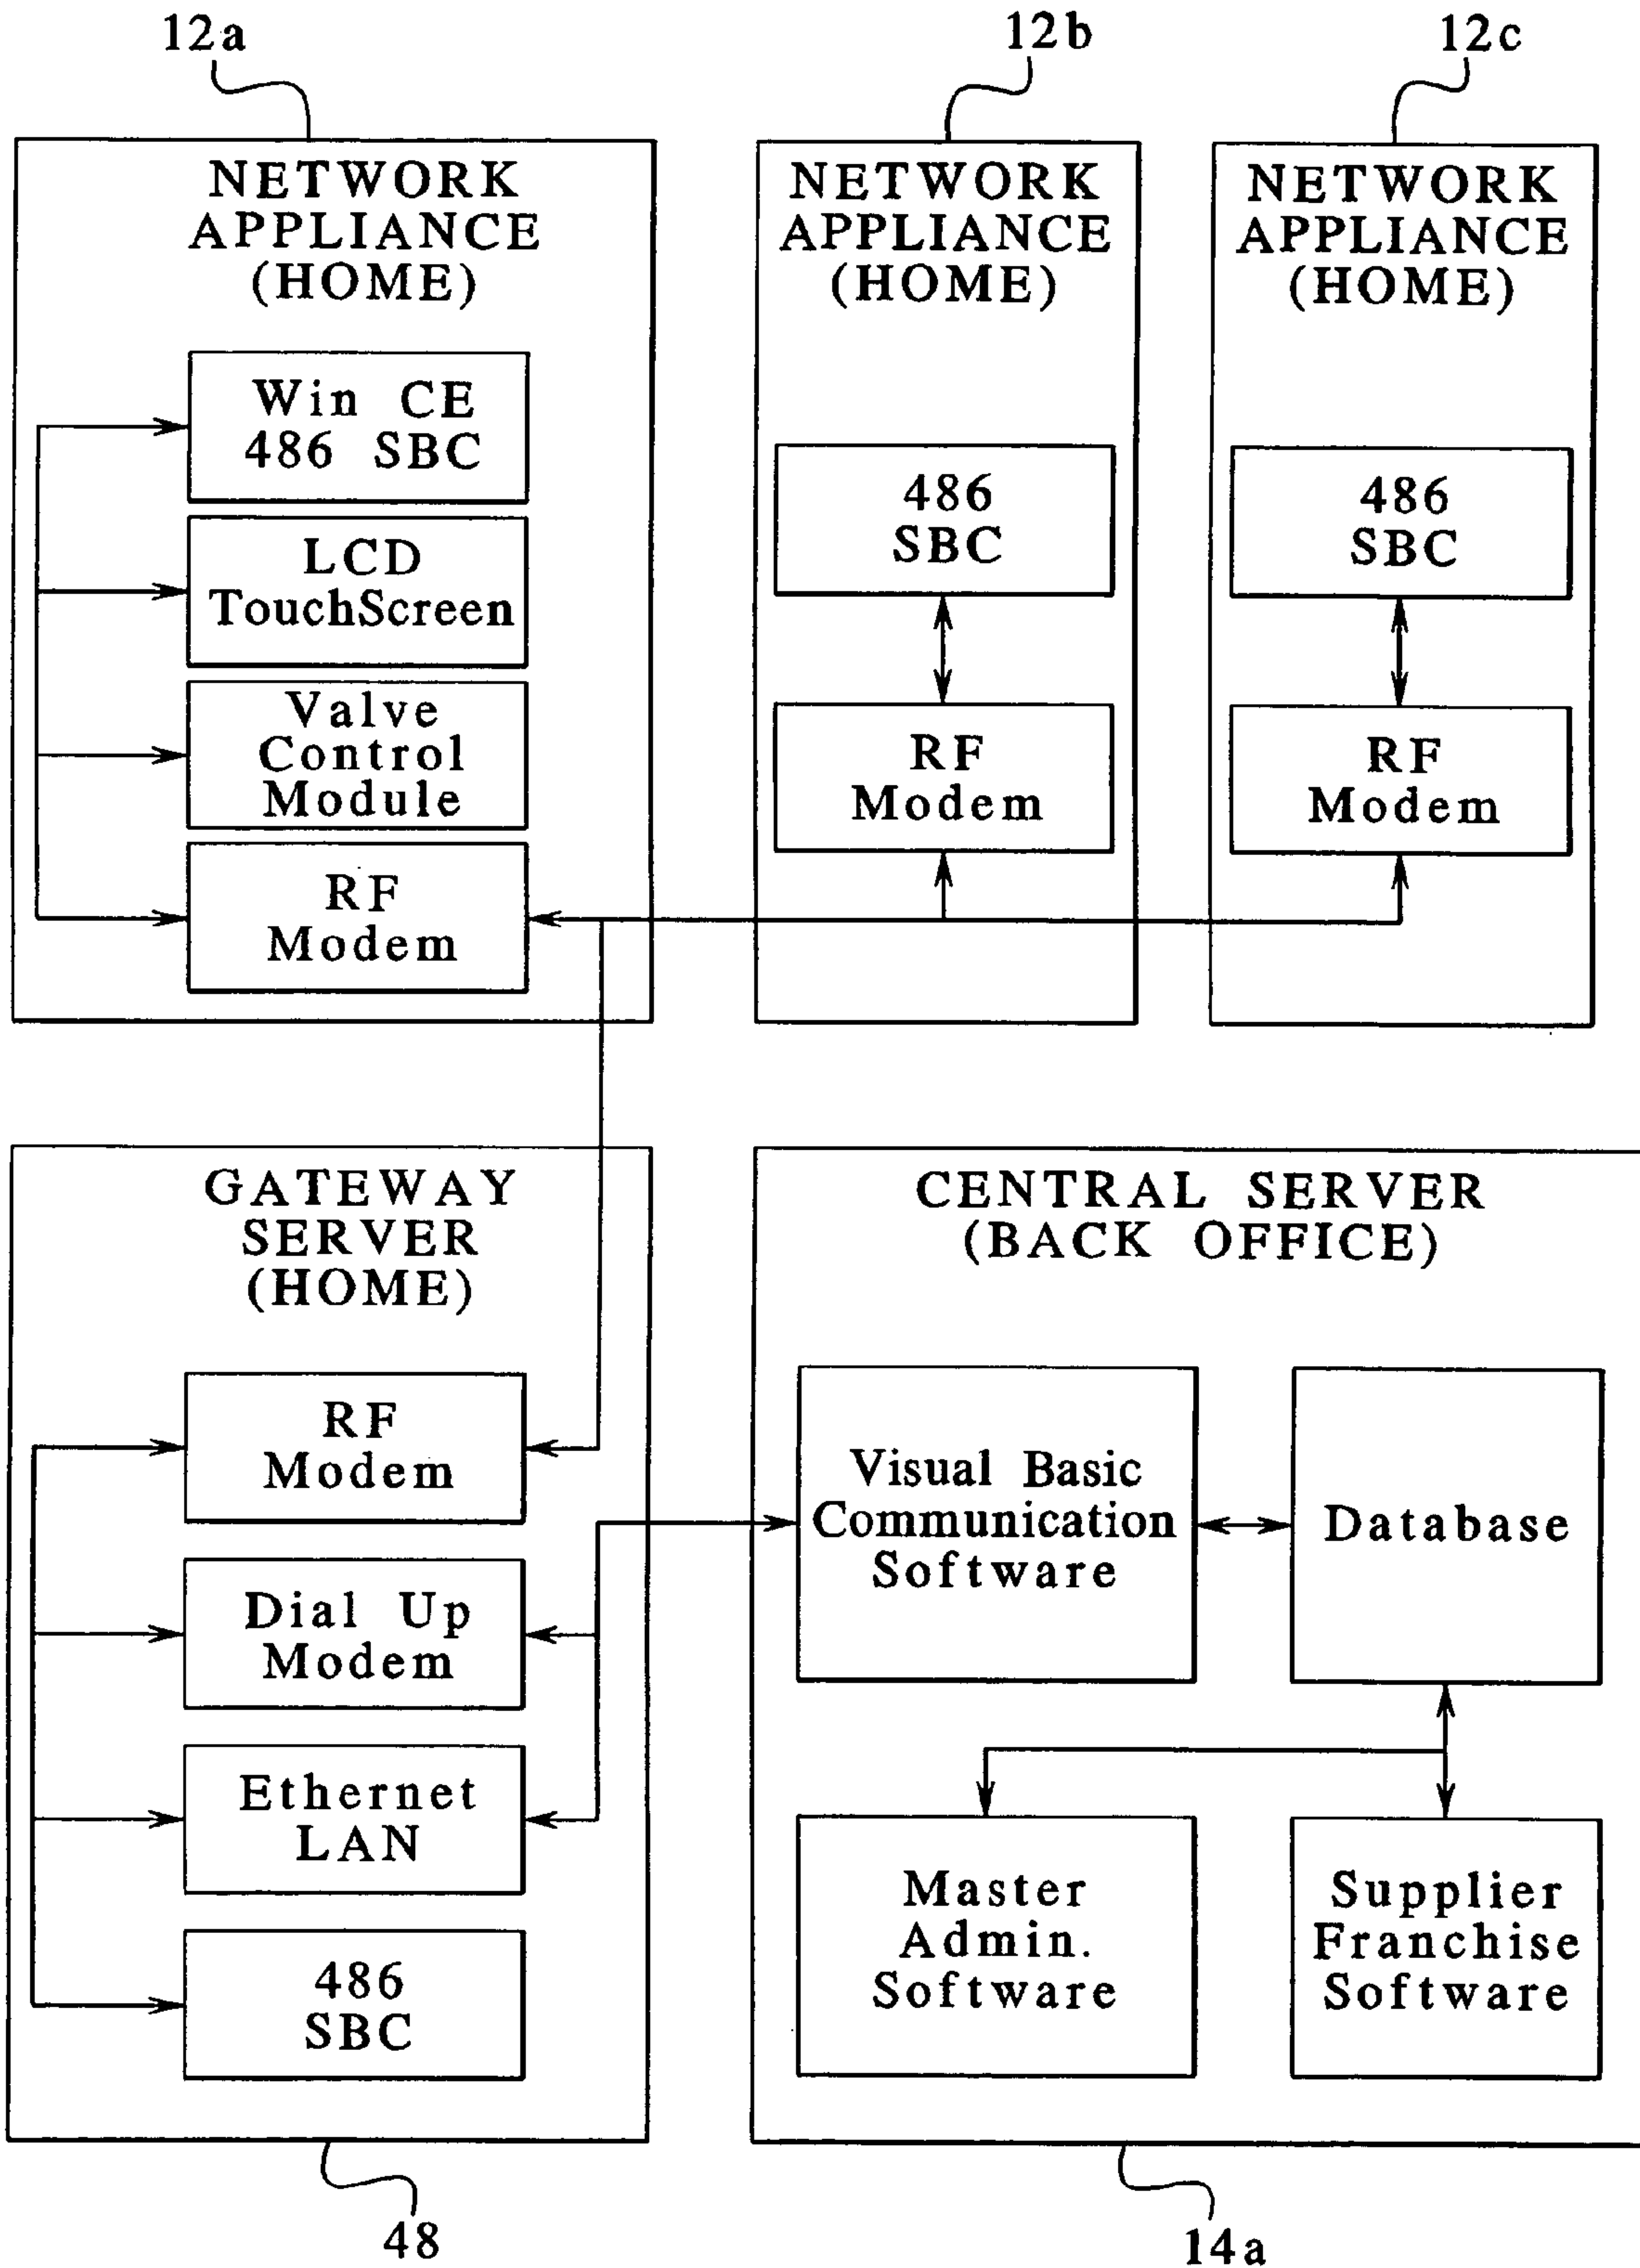 12a
12b
12c
NETWORK
APPLIANCE
(HOME)
Win CE
486 SBC
LCD
TouchScreen
Valve
Control
Module
RF
Modem
NETWORK
APPLIANCE
(HOME)
486
SBC
RF
Modem
NETWORK
APPLIANCE
(HOME)
486
SBC
RF
Modem
GATEWAY
SERVER
(HOME)
RF
Modem
Dial Up
Modem
Ethernet
LAN
486
SBC
CENTRAL SERVER
(BACK OFFICE)
Visual Basic
Communication
Software
Database
Master
Admin.
Software
Supplier
Franchise
Software
48
14a